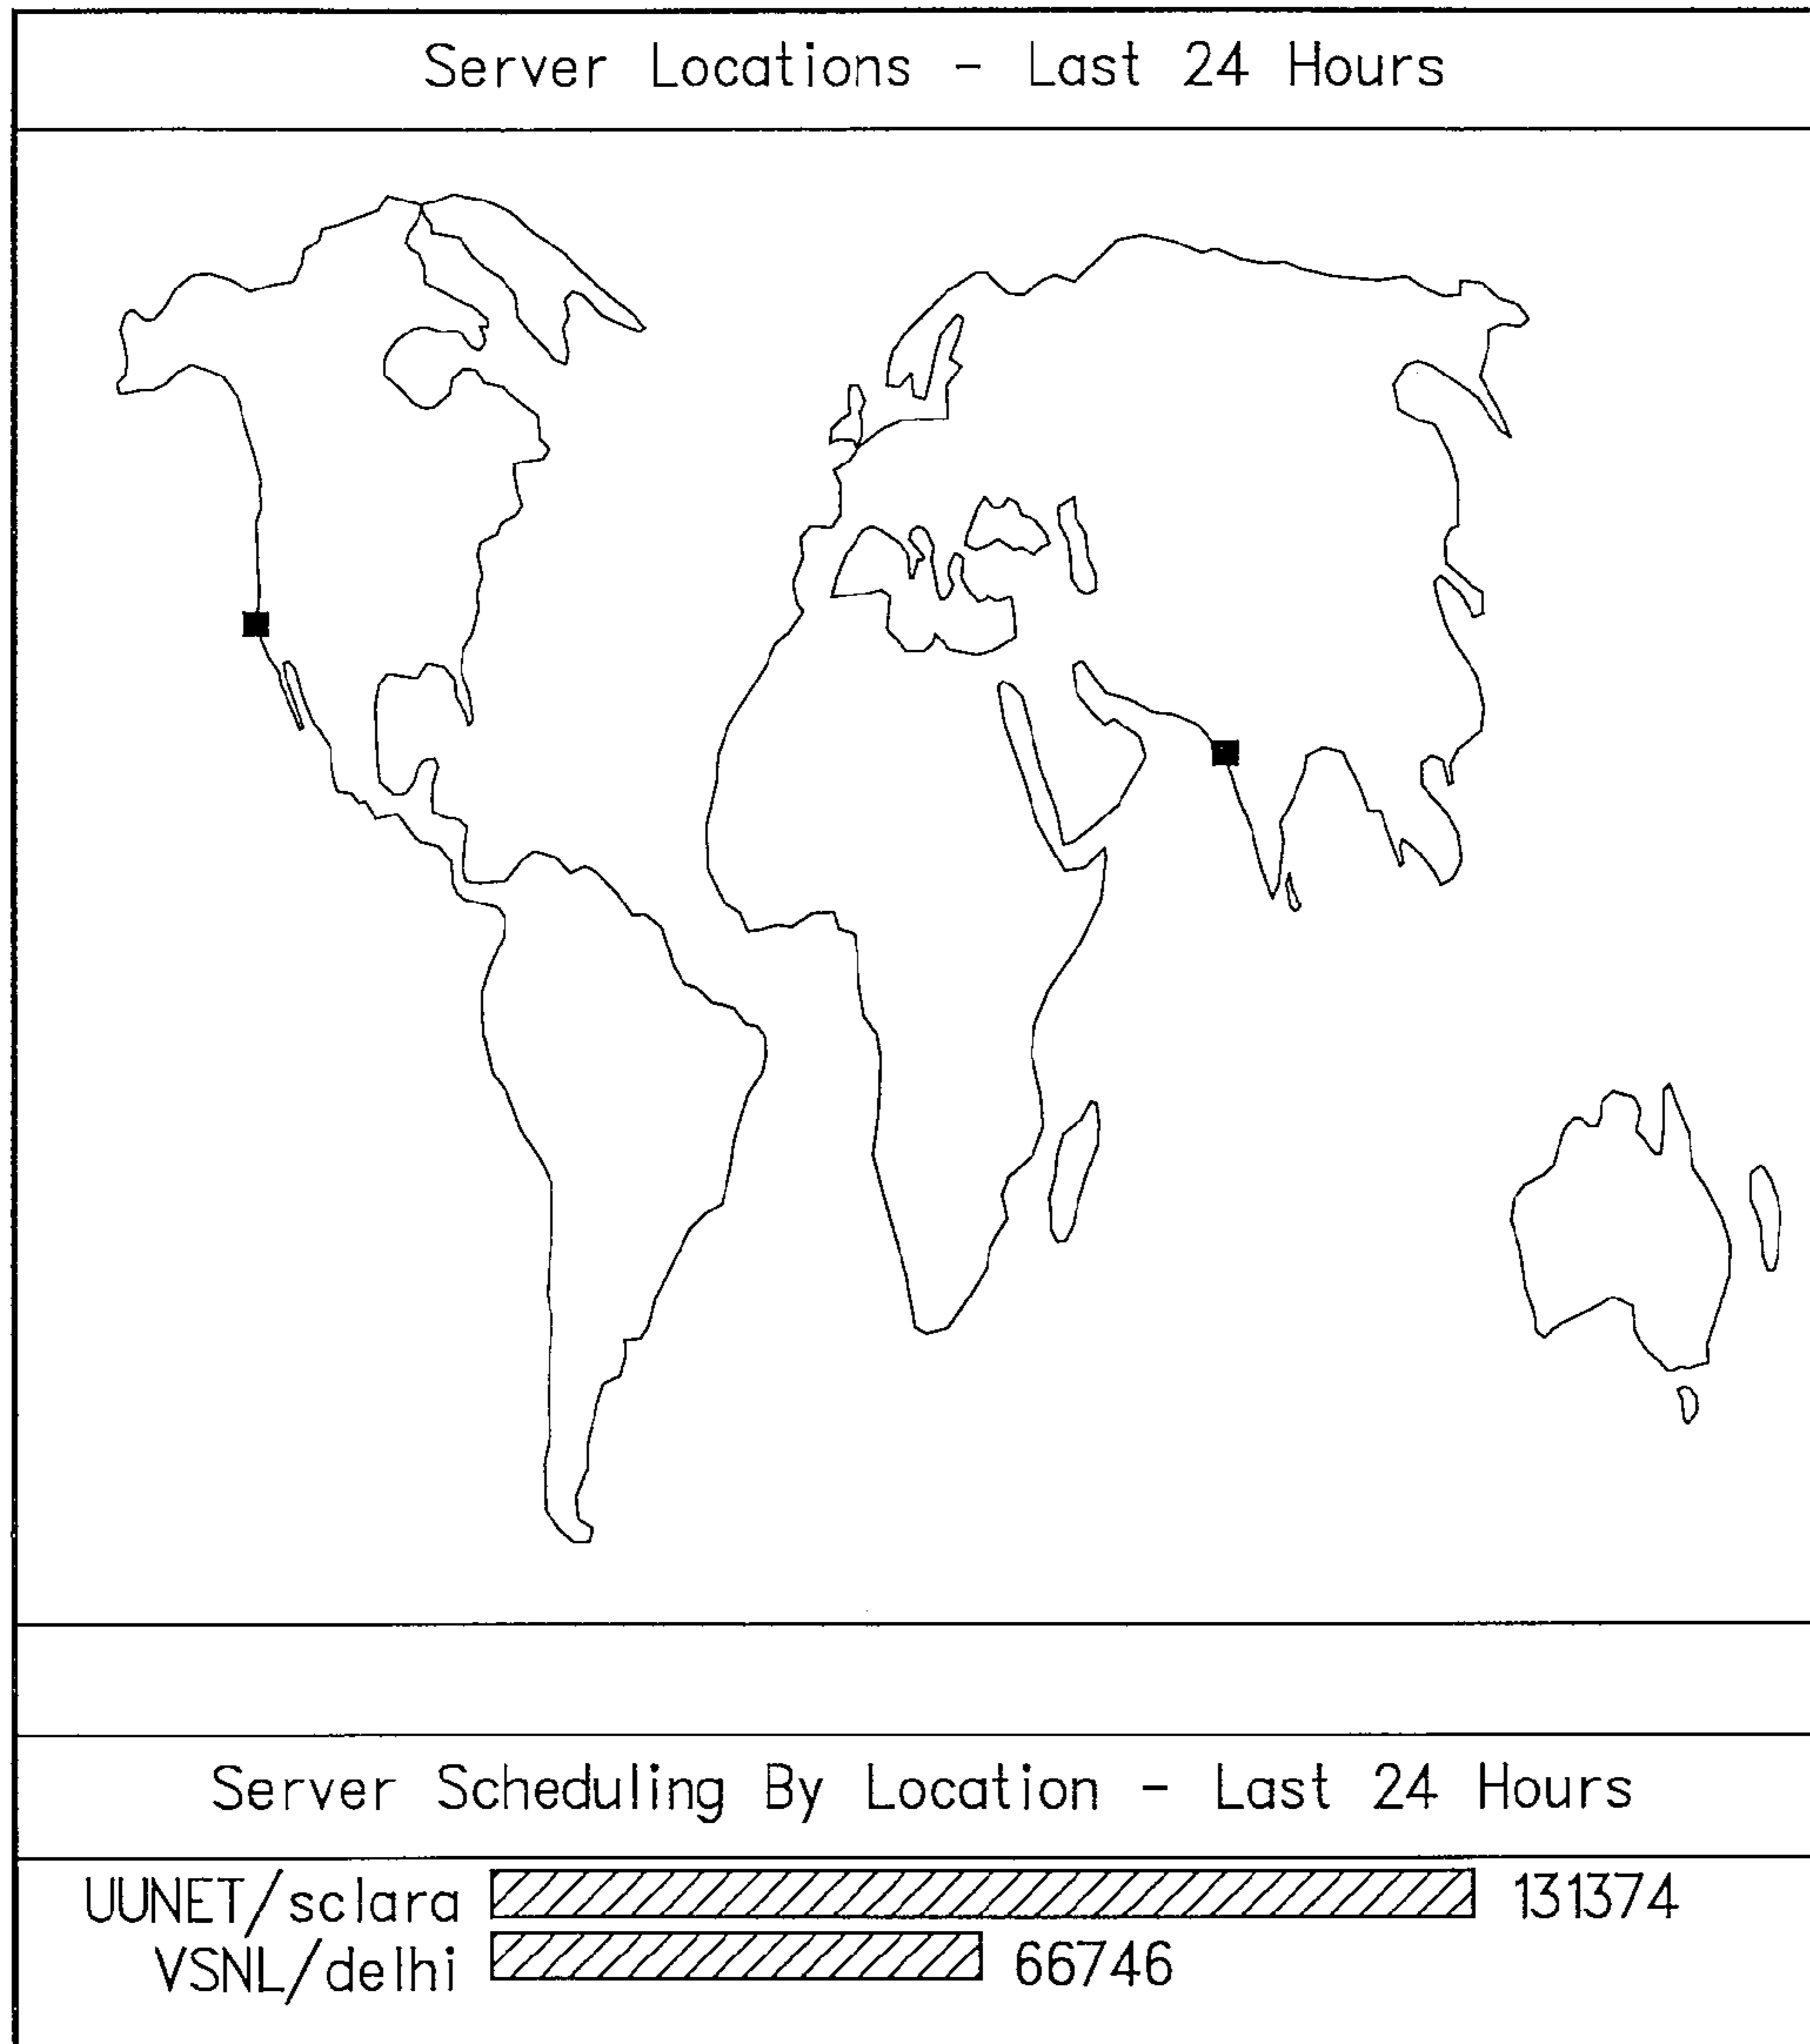 Server Locations - Last 24 Hours
Server Scheduling By Location - Last 24 Hours
UUNET/sclara 131374
VSNL/delhi 66746